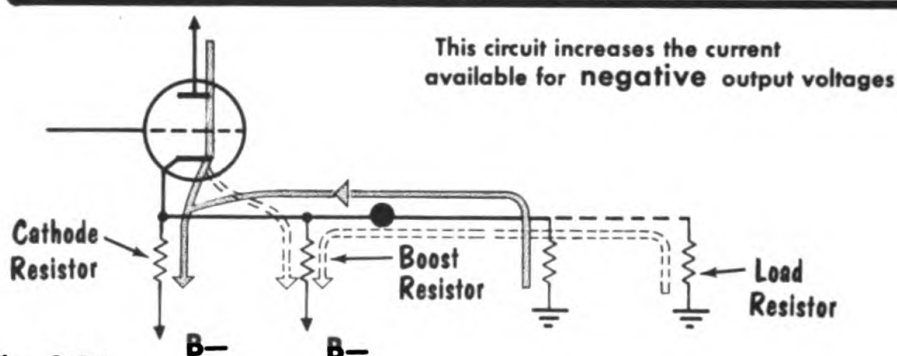 This circuit increases the current
available for negative output voltages
Cathode
Resistor
Boost
Resistor
Load
Resistor
B—
B—